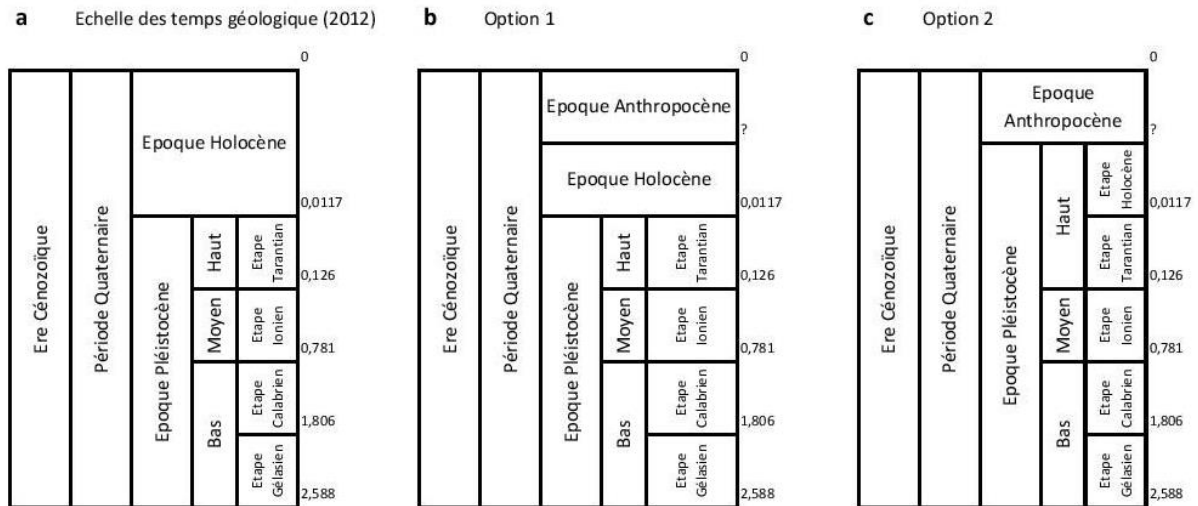 a Echelle des temps géologique (2012)
0
Ere Cénozoïque
Période Quaternaire
Epoque Holocène
0,0117
Epoque Pléistocène
Haut
Etape
Tarantian
0,126
Moyen
Etape
Ionien
0,781
Bas
Etape
Calabrien
1,806
Etape
Gélasien
2,588
b Option 1
0
Ere Cénozoïque
Période Quaternaire
Epoque Anthropocène
?
Epoque Holocène
0,0117
Epoque Pléistocène
Haut
Etape
Tarantian
0,126
Moyen
Etape
Ionien
0,781
Bas
Etape
Calabrien
1,806
Etape
Gélasien
2,588
c Option 2
0
Ere Cénozoïque
Période Quaternaire
Epoque
Anthropocène
?
Epoque Pléistocène
Haut
Etape
Holocène
0,0117
Etape
Tarantian
0,126
Moyen
Etape
Ionien
0,781
Bas
Etape
Calabrien
1,806
Etape
Gélasien
2,588